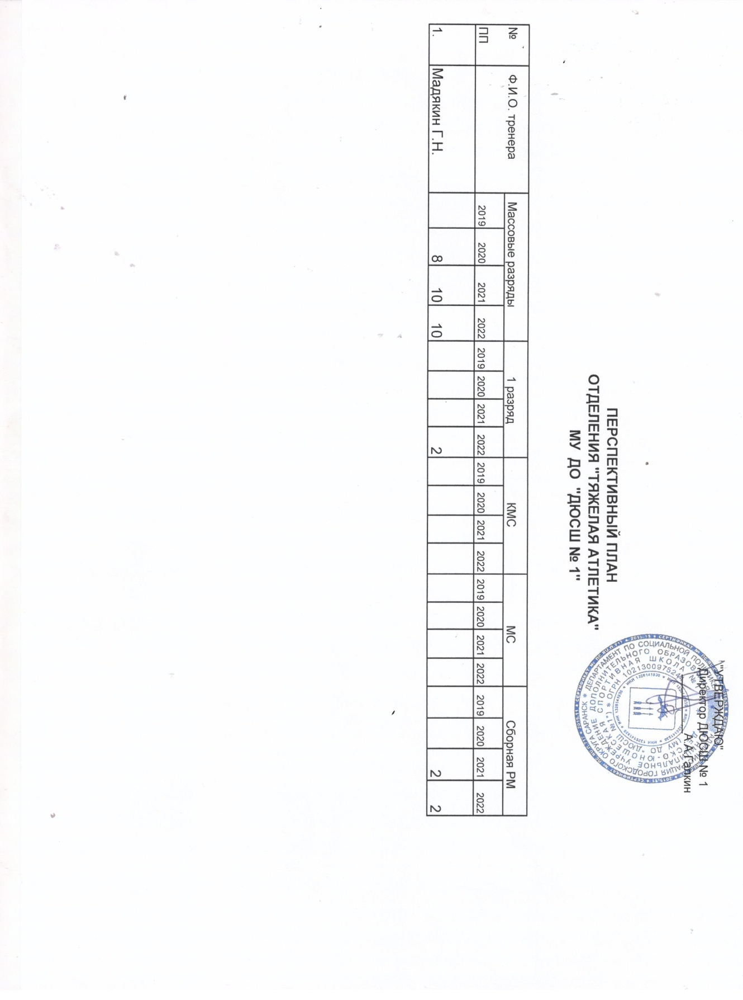 "УТВЕРЖДАЮ"
Директор ДЮСШ № 1
А.А.Галкин
ПЕРСПЕКТИВНЫЙ ПЛАН
ОТДЕЛЕНИЯ "ТЯЖЕЛАЯ АТЛЕТИКА"
МУ ДО "ДЮСШ № 1"
№ Ф.И.О. тренера Массовые разряды 1 разряд КМС МС Сборная РМ
ПП 2019 2020 2021 2022 2019 2020 2021 2022 2019 2020 2021 2022 2019 2020 2021 2022 2019 2020 2021 2022
1. Мадякин Г.Н. 8 10 10 2 2 2